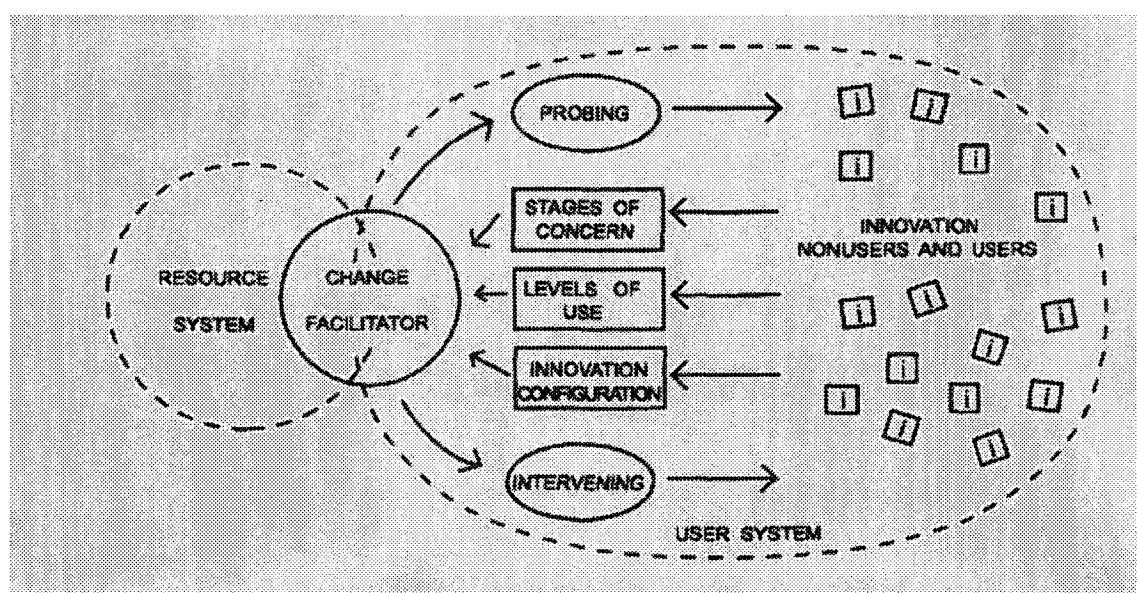 PROBING
i
i
i
i
i
STAGES OF
CONCERN
INNOVATION
NONUSERS AND USERS
RESOURCE
SYSTEM
CHANGE
FACILITATOR
LEVELS OF
USE
i
i
i
i
INNOVATION
CONFIGURATION
i
i
i
i
i
i
INTERVENING
USER SYSTEM